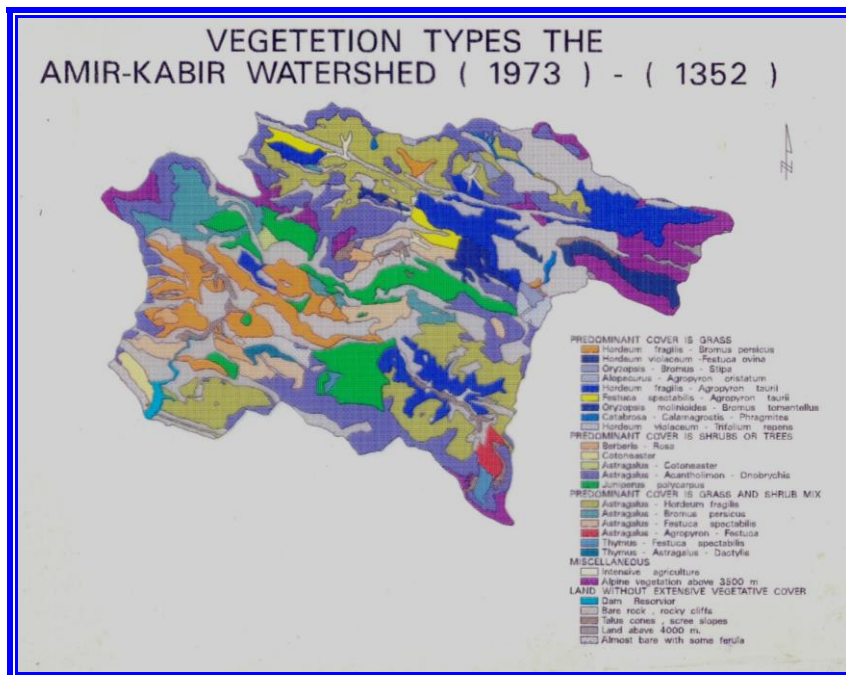 VEGETETION TYPES THE
AMIR-KABIR WATERSHED ( 1973 ) - ( 1352 )
PREDOMINANT COVER IS GRASS
Hordeum fragilis - Bromus persicus
Hordeum violaceum - Festuca ovina
Oryzopsis - Bromus - Stipa
Alopecurus - Agropyron cristatum
Hordeum fragilis - Agropyron taurii
Festuca spectabilis - Agropyron taurii
Oryzopsis molinioides - Bromus tomentellus
Catabrosa - Calamagrostis - Phragmites
Hordeum violaceum - Trifolium repens
PREDOMINANT COVER IS SHRUBS OR TREES
Berberis - Rosa
Cotoneaster
Astragalus - Cotoneaster
Astragalus - Acantholimon - Onobrychis
Juniperus polycarpus
PREDOMINANT COVER IS GRASS AND SHRUB MIX
Astragalus - Hordeum fragilis
Astragalus - Bromus persicus
Astragalus - Festuca spectabilis
Astragalus - Agropyron - Festuca
Thymus - Festuca spectabilis
Thymus - Astragalus - Dactylis
MISCELLANEOUS
Intensive agriculture
Alpine vegetation above 3500 m
LAND WITHOUT EXTENSIVE VEGETATIVE COVER
Dam Reservior
Bare rock , rocky cliffs
Talus cones , scree slopes
Land above 4000 m.
Almost bare with some ferula